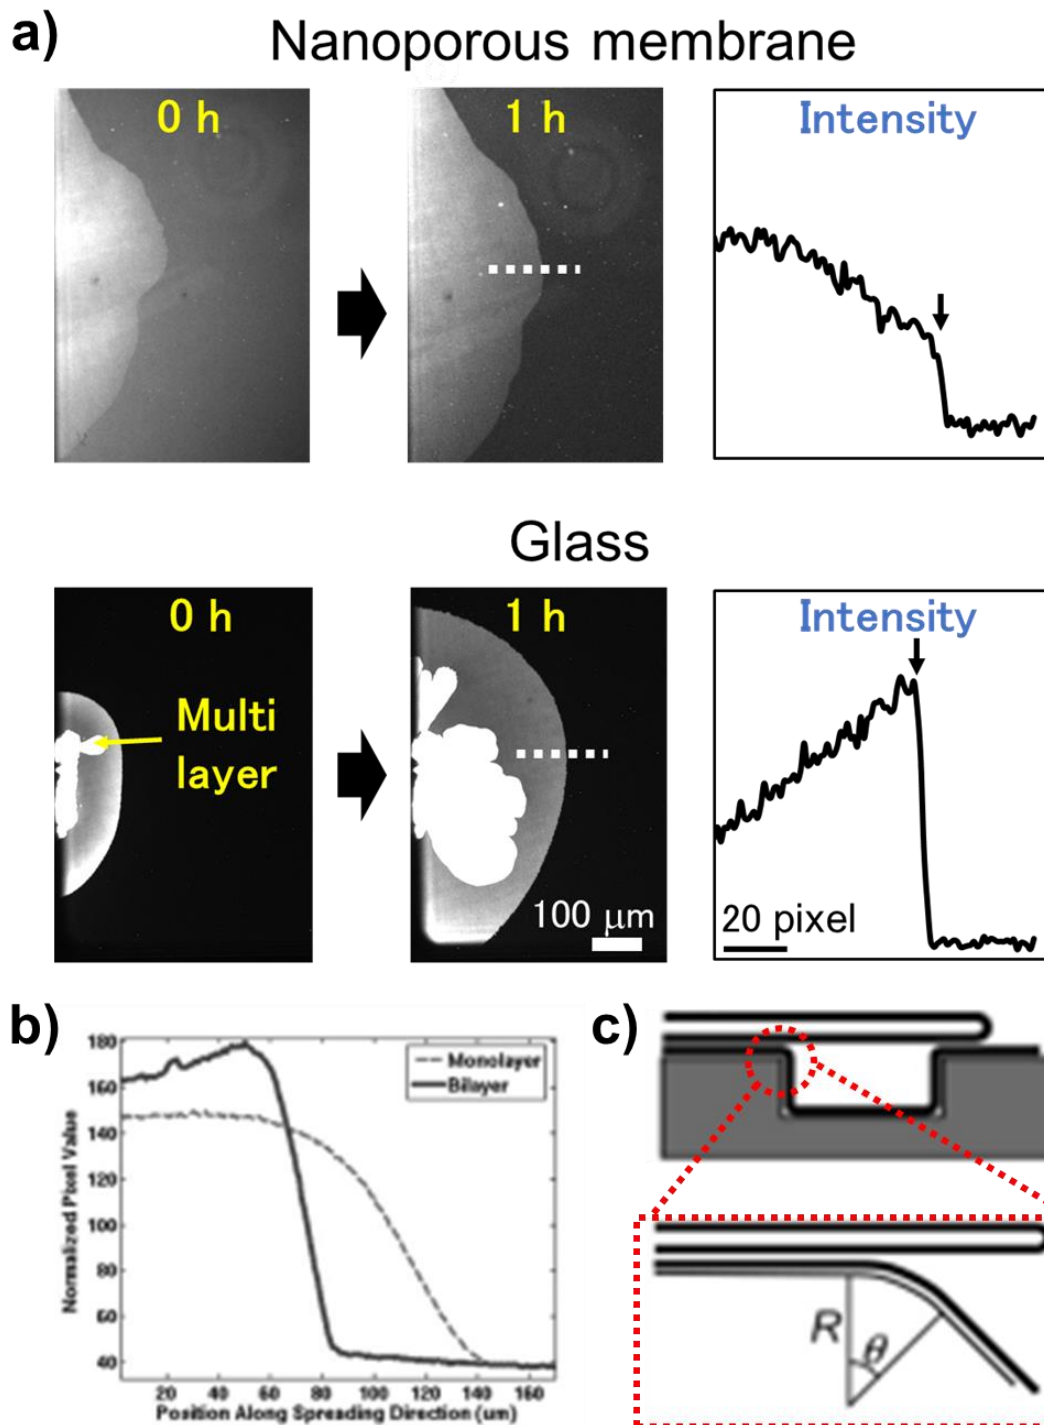 a)
Nanoporous membrane
0 h
1 h
Intensity
Glass
0 h
1 h
Intensity
Multi
layer
100 μm
20 pixel
b)
c)
180
160
140
120
100
80
60
40
20 40 60 80 100 120 140 160
Normalized Pixel Value
Position Along Spreading Direction (um)
Monolayer
Bilayer
R
θ